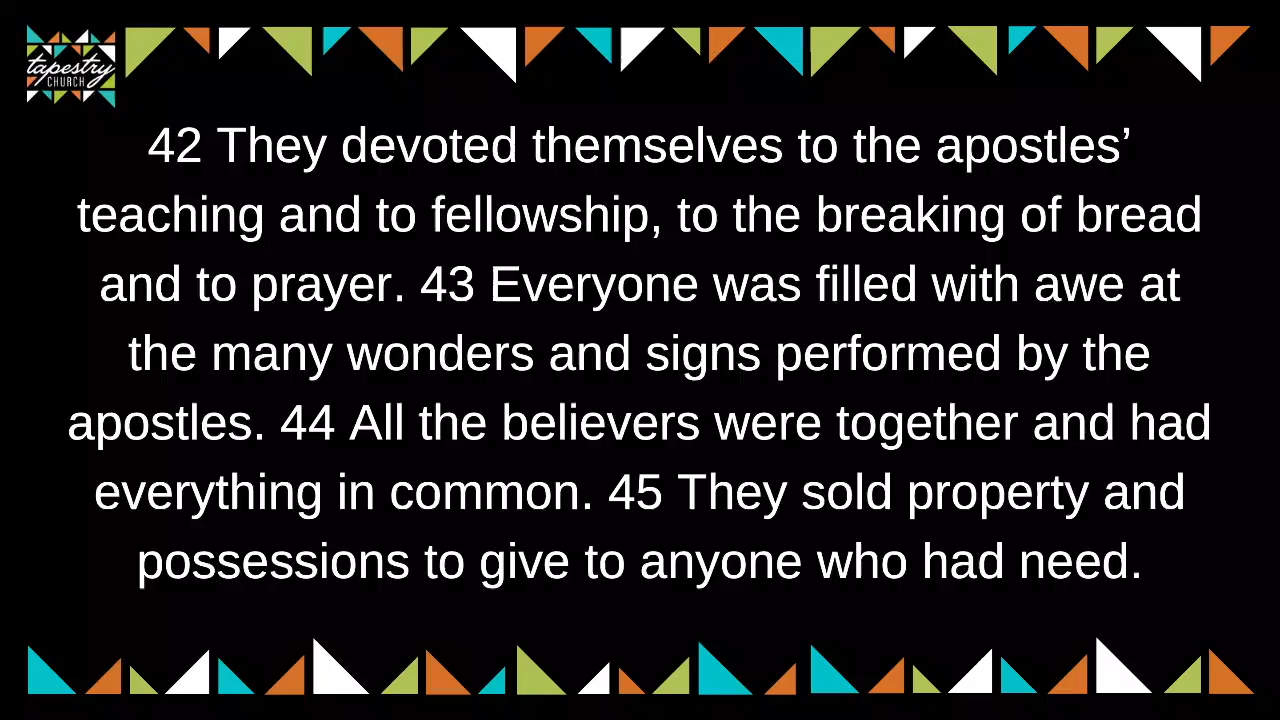 tapestry
CHURCH
42 They devoted themselves to the apostles’
teaching and to fellowship, to the breaking of bread
and to prayer. 43 Everyone was filled with awe at
the many wonders and signs performed by the
apostles. 44 All the believers were together and had
everything in common. 45 They sold property and
possessions to give to anyone who had need.